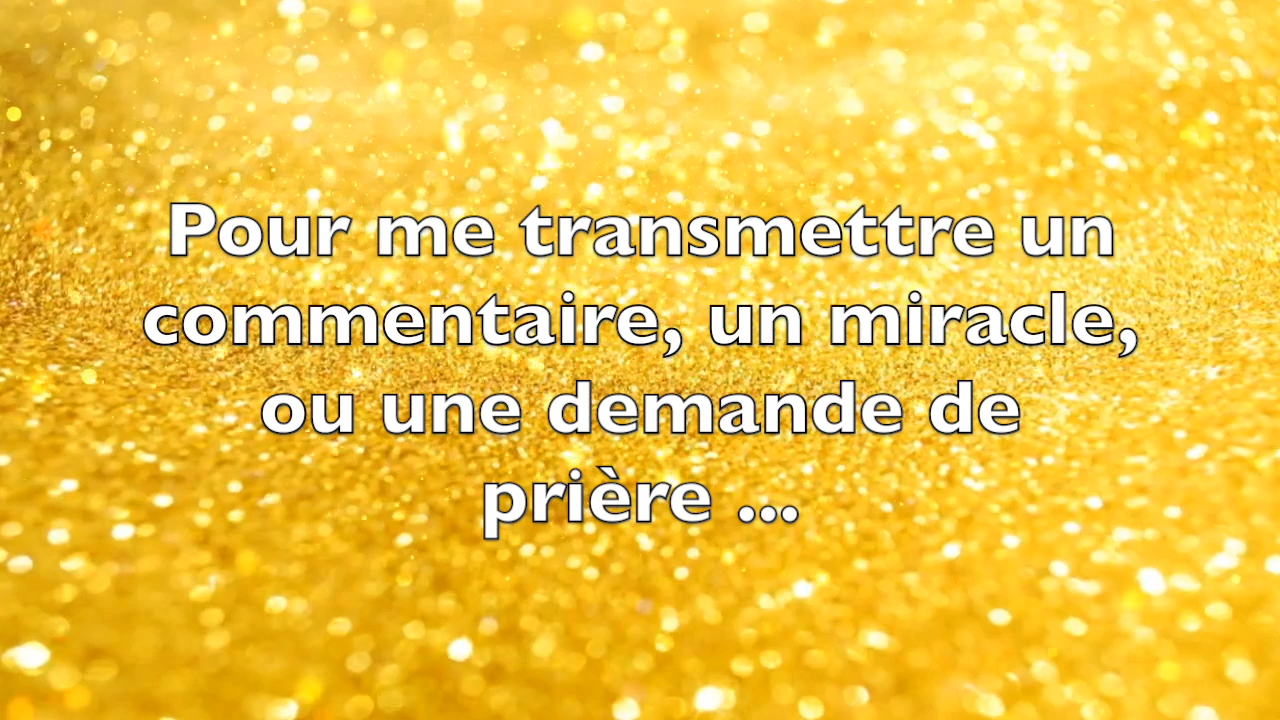 Pour me transmettre un
commentaire, un miracle,
ou une demande de
prière ...